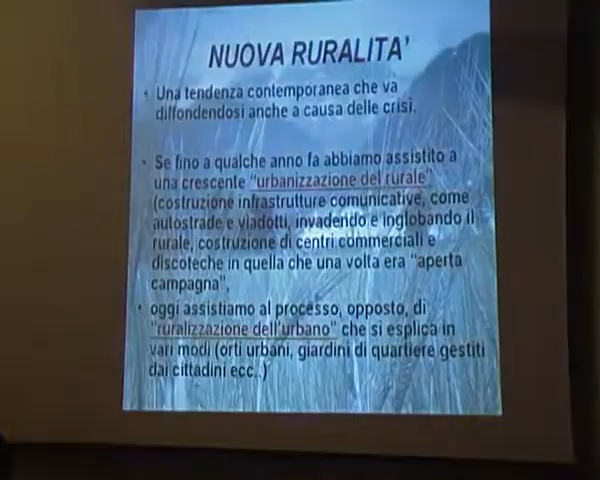 NUOVA RURALITA'
• Una tendenza contemporanea che va
diffondendosi anche a causa delle crisi.
• Se fino a qualche anno fa abbiamo assistito a
una crescente "urbanizzazione del rurale"
(costruzione infrastrutture comunicative, come
autostrade e viadotti, invadendo e inglobando il
rurale, costruzione di centri commerciali e
discoteche in quella che una volta era "aperta
campagna",
• oggi assistiamo al processo, opposto, di
"ruralizzazione dell'urbano" che si esplica in
vari modi (orti urbani, giardini di quartiere gestiti
dai cittadini ecc..)